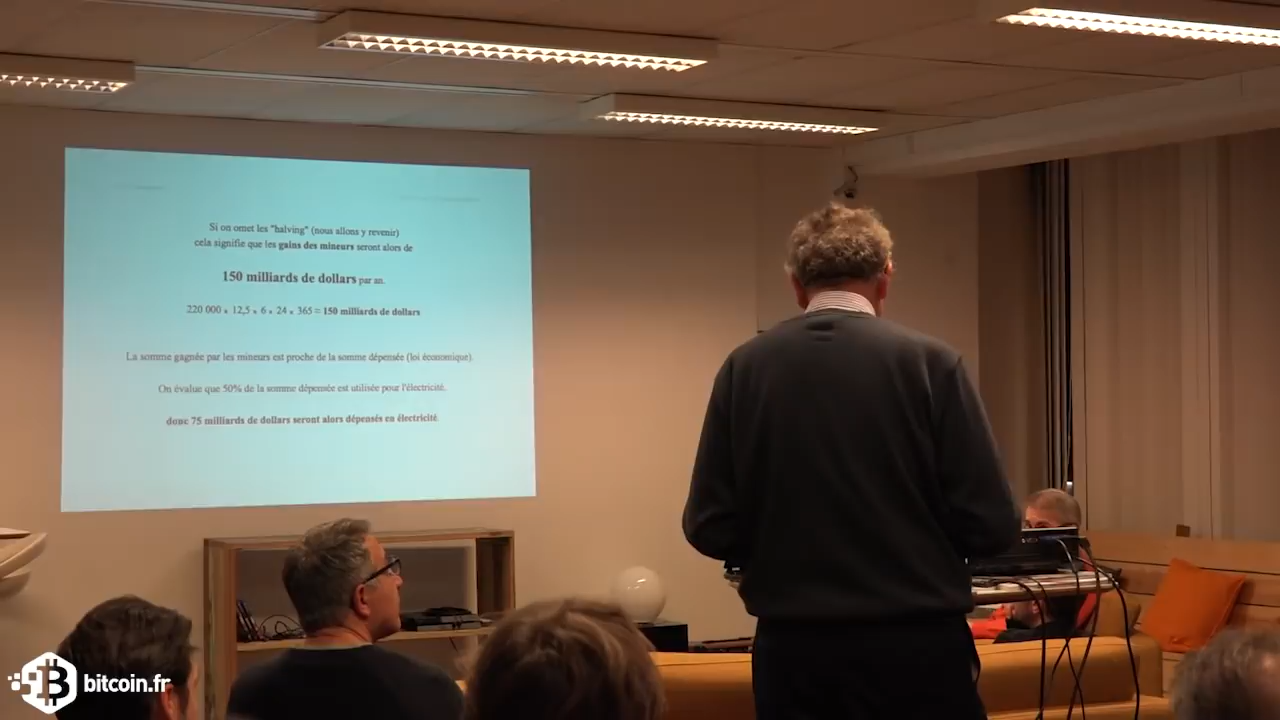 Si on omet les "halving" (nous allons y revenir)
cela signifie que les gains des mineurs seront alors de
150 milliards de dollars par an.
220 000 x 12,5 x 6 x 24 x 365 = 150 milliards de dollars
La somme gagnée par les mineurs est proche de la somme dépensée (loi économique).
On évalue que 50% de la somme dépensée est utilisée pour l'électricité,
donc 75 milliards de dollars seront alors dépensés en électricité.
bitcoin.fr